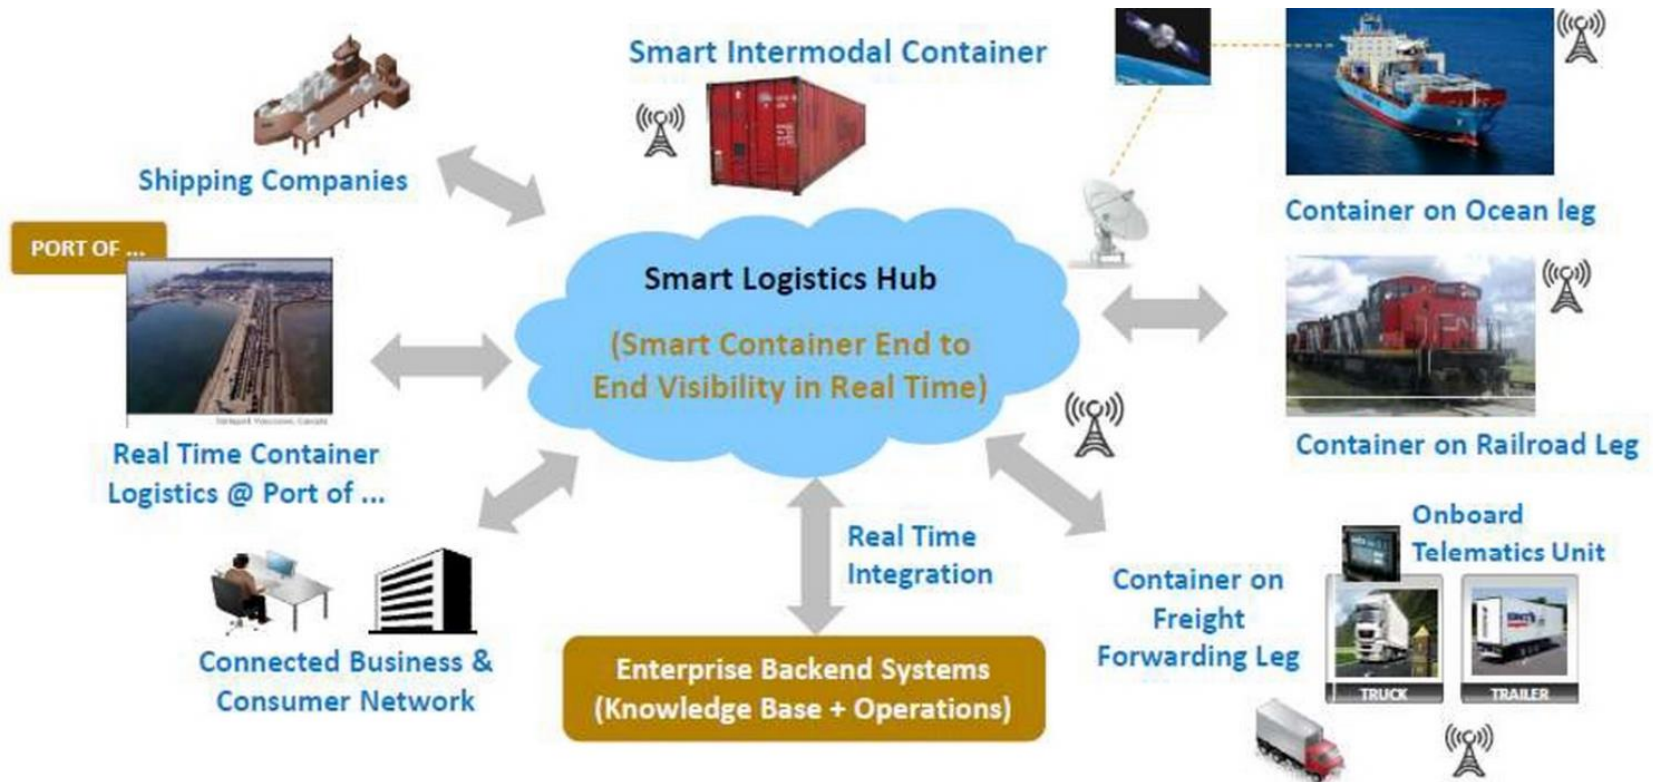 Smart Intermodal Container
Shipping Companies
Container on Ocean leg
PORT OF ...
Smart Logistics Hub
(Smart Container End to
End Visibility in Real Time)
CN
Real Time Container
Logistics @ Port of ...
Container on Railroad Leg
Onboard
Telematics Unit
Real Time
Integration
Container on
Freight
Forwarding Leg
TRUCK
TRAILER
Connected Business &
Consumer Network
Enterprise Backend Systems
(Knowledge Base + Operations)